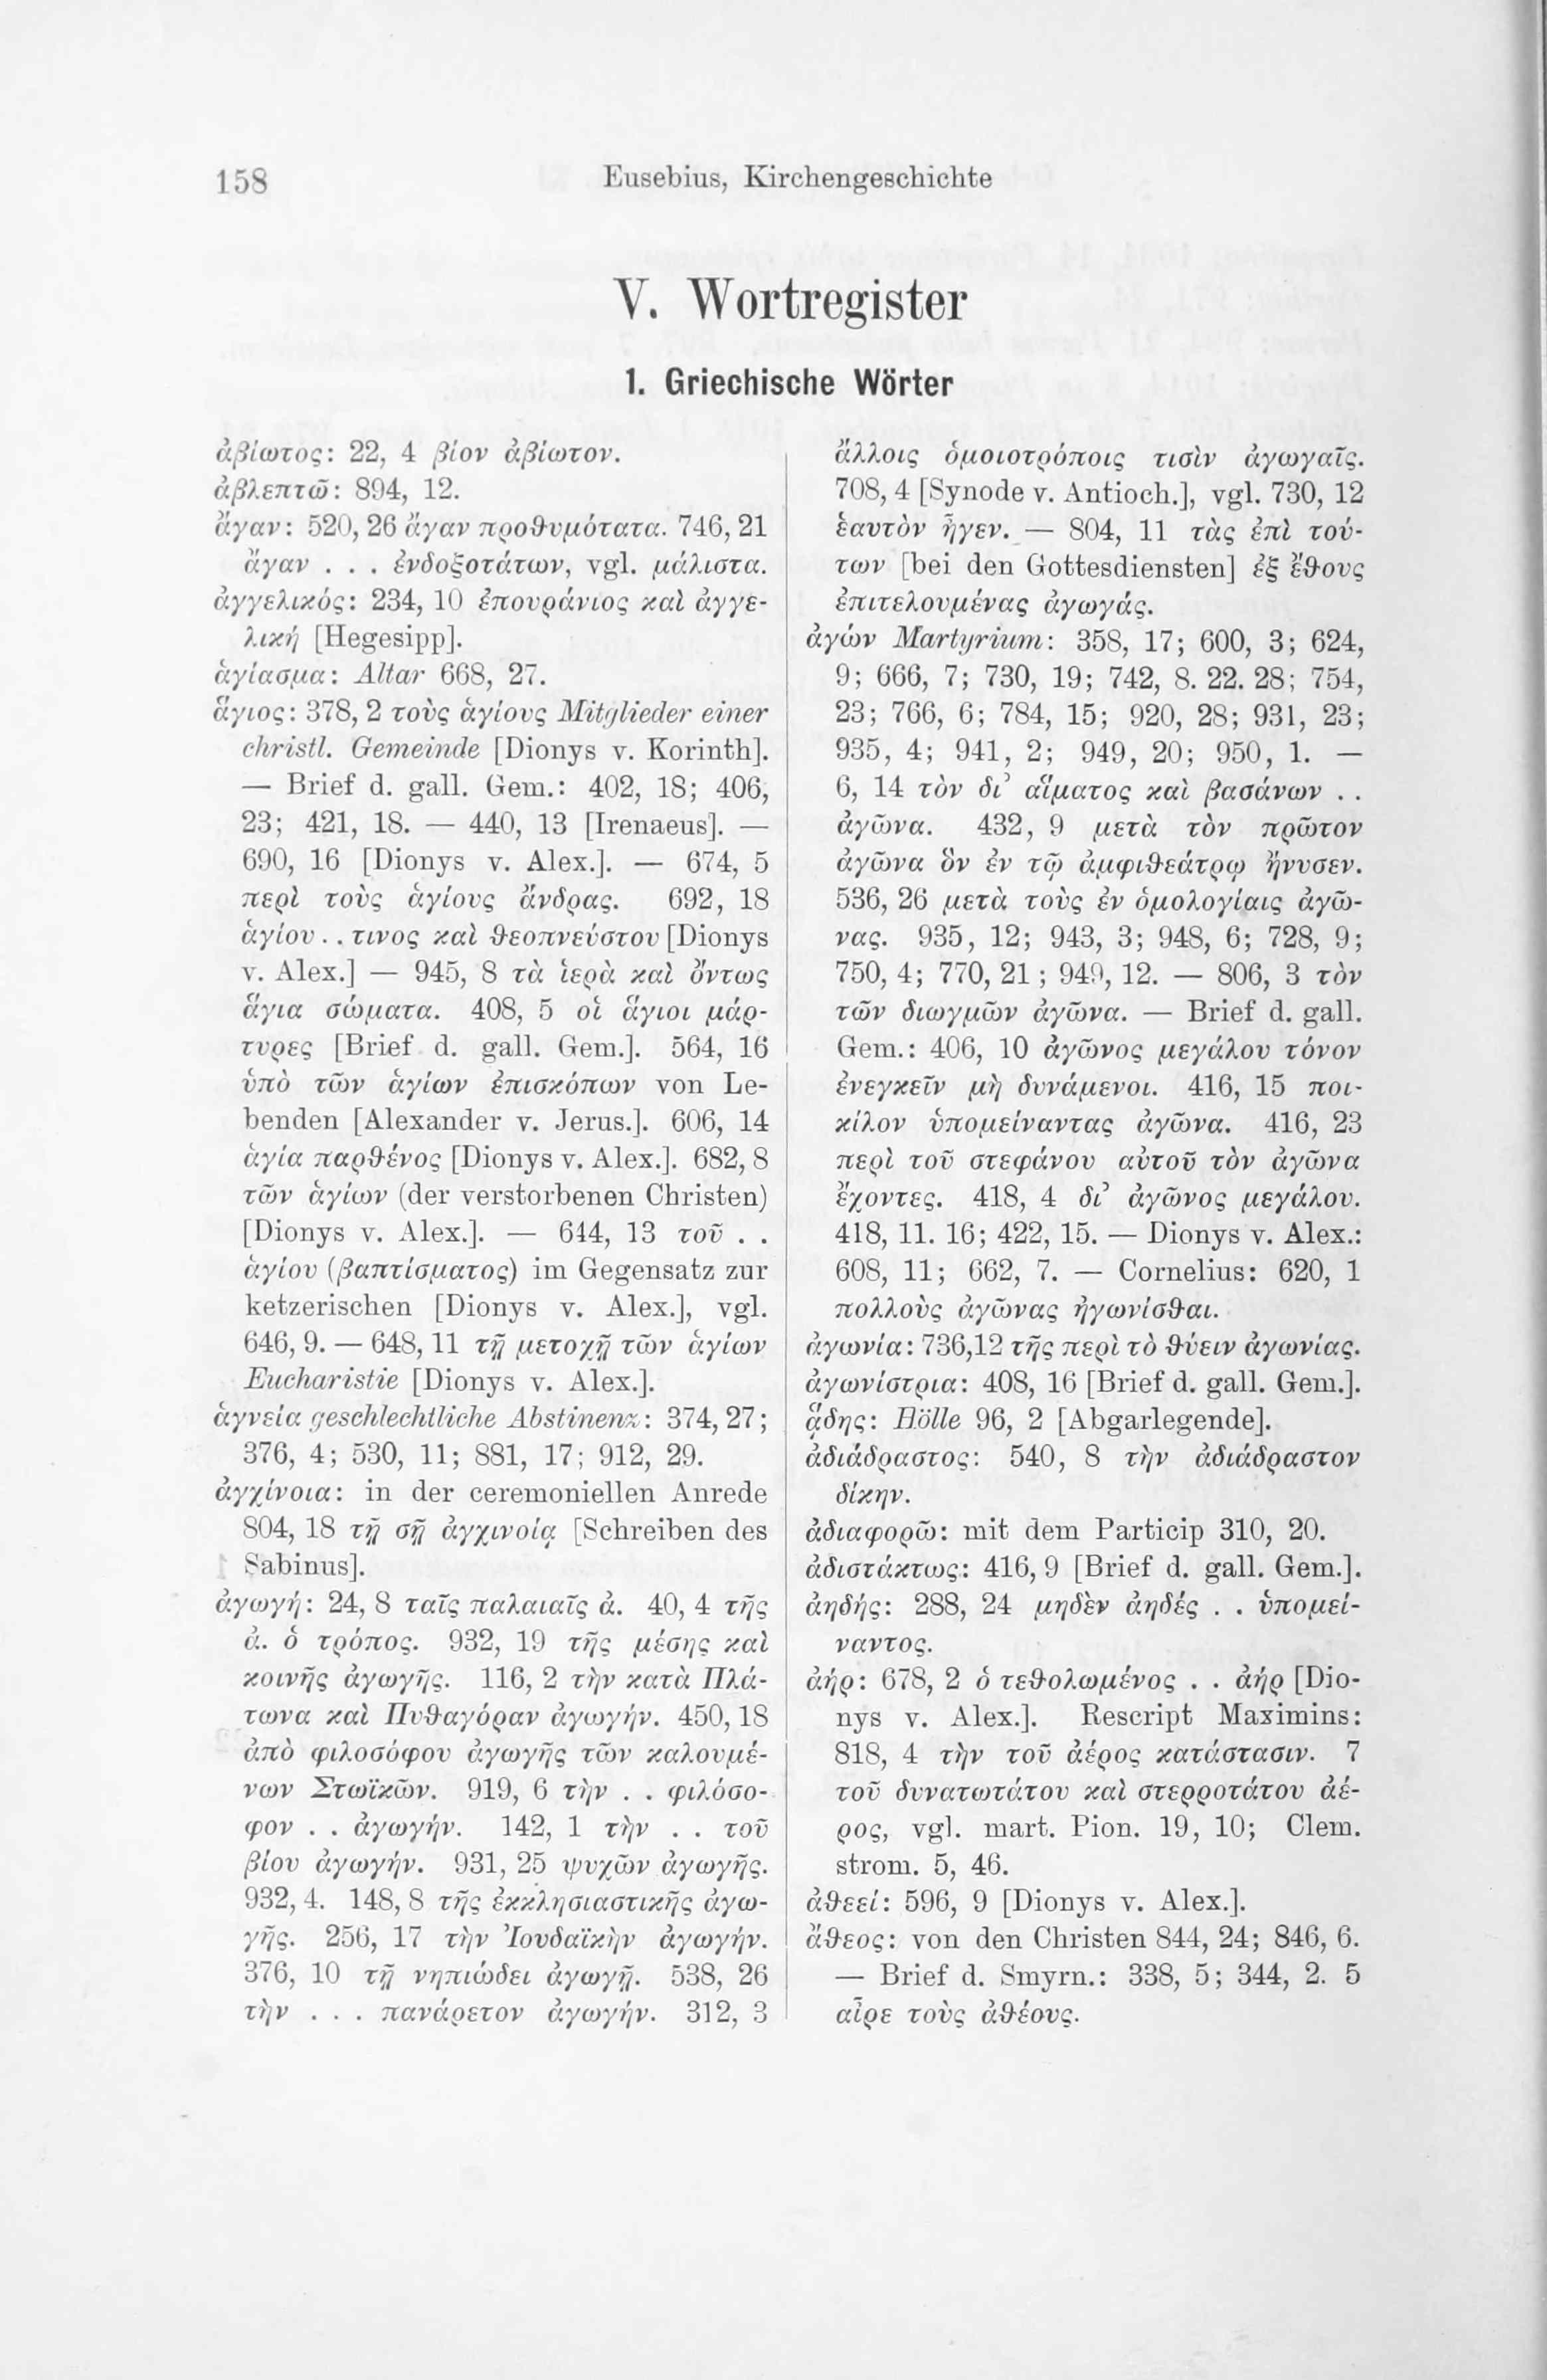 158
Eusebius, Kirchengeschichte
V. Wortregister
1. Griechische Wörter
ἀβίωτος: 22, 4 βίον ἀβίωτον.
ἀβλεπτῶ: 894, 12.
ἄγαν: 520, 26 ἄγαν προθυμότατα. 746, 21
ἄγαν . . . ἐνδοξοτάτων, vgl. μάλιστα.
ἀγγελικός: 234, 10 ἐπουράνιος καὶ ἀγγε-
λική [Hegesipp].
ἁγίασμα: Altar 668, 27.
ἅγιος: 378, 2 τοὺς ἁγίους Mitglieder einer
christl. Gemeinde [Dionys v. Korinth].
— Brief d. gall. Gem.: 402, 18; 406,
23; 421, 18. — 440, 13 [Irenaeus]. —
690, 16 [Dionys v. Alex.]. — 674, 5
περὶ τοὺς ἁγίους ἄνδρας. 692, 18
ἁγίου . . τινος καὶ θεοπνεύστου [Dionys
v. Alex.] — 945, 8 τὰ ἱερὰ καὶ ὄντως
ἅγια σώματα. 408, 5 οἱ ἅγιοι μάρ-
τυρες [Brief d. gall. Gem.]. 564, 16
ὑπὸ τῶν ἁγίων ἐπισκόπων von Le-
benden [Alexander v. Jerus.]. 606, 14
ἁγία παρθένος [Dionys v. Alex.]. 682, 8
τῶν ἁγίων (der verstorbenen Christen)
[Dionys v. Alex.]. — 644, 13 τοῦ . .
ἁγίου (βαπτίσματος) im Gegensatz zur
ketzerischen [Dionys v. Alex.], vgl.
646, 9. — 648, 11 τῇ μετοχῇ τῶν ἁγίων
Eucharistie [Dionys v. Alex.].
ἁγνεία geschlechtliche Abstinenz: 374, 27;
376, 4; 530, 11; 881, 17; 912, 29.
ἀγχίνοια: in der ceremoniellen Anrede
804, 18 τῇ σῇ ἀγχινοίᾳ [Schreiben des
Sabinus].
ἀγωγή: 24, 8 ταῖς παλαιαῖς ἀ. 40, 4 τῆς
ἀ. ὁ τρόπος. 932, 19 τῆς μέσης καὶ
κοινῆς ἀγωγῆς. 116, 2 τὴν κατὰ Πλά-
τωνα καὶ Πυθαγόραν ἀγωγήν. 450, 18
ἀπὸ φιλοσόφου ἀγωγῆς τῶν καλουμέ-
νων Στωϊκῶν. 919, 6 τὴν . . φιλόσο-
φον . . ἀγωγήν. 142, 1 τὴν . . τοῦ
βίου ἀγωγήν. 931, 25 ψυχῶν ἀγωγῆς.
932, 4. 148, 8 τῆς ἐκκλησιαστικῆς ἀγω-
γῆς. 256, 17 τὴν Ἰουδαϊκὴν ἀγωγήν.
376, 10 τῇ νηπιώδει ἀγωγῇ. 538, 26
τὴν . . . πανάρετον ἀγωγήν. 312, 3
ἄλλοις ὁμοιοτρόποις τισὶν ἀγωγαῖς.
708, 4 [Synode v. Antioch.], vgl. 730, 12
ἑαυτὸν ἦγεν. — 804, 11 τὰς ἐπὶ τού-
των [bei den Gottesdiensten] ἐξ ἔθους
ἐπιτελουμένας ἀγωγάς.
ἀγών Martyrium: 358, 17; 600, 3; 624,
9; 666, 7; 730, 19; 742, 8. 22. 28; 754,
23; 766, 6; 784, 15; 920, 28; 931, 23;
935, 4; 941, 2; 949, 20; 950, 1. —
6, 14 τὸν δι’ αἵματος καὶ βασάνων . .
ἀγῶνα. 432, 9 μετὰ τὸν πρῶτον
ἀγῶνα ὃν ἐν τῷ ἀμφιθεάτρῳ ἤνυσεν.
536, 26 μετὰ τοὺς ἐν ὁμολογίαις ἀγῶ-
νας. 935, 12; 943, 3; 948, 6; 728, 9;
750, 4; 770, 21; 949, 12. — 806, 3 τὸν
τῶν διωγμῶν ἀγῶνα. — Brief d. gall.
Gem.: 406, 10 ἀγῶνος μεγάλου τόνον
ἐνεγκεῖν μὴ δυνάμενοι. 416, 15 ποι-
κίλον ὑπομείναντας ἀγῶνα. 416, 23
περὶ τοῦ στεφάνου αὐτοῦ τὸν ἀγῶνα
ἔχοντες. 418, 4 δι’ ἀγῶνος μεγάλου.
418, 11. 16; 422, 15. — Dionys v. Alex.:
608, 11; 662, 7. — Cornelius: 620, 1
πολλοὺς ἀγῶνας ἠγωνίσθαι.
ἀγωνία: 736,12 τῆς περὶ τὸ θύειν ἀγωνίας.
ἀγωνίστρια: 408, 16 [Brief d. gall. Gem.].
ᾅδης: Hölle 96, 2 [Abgarlegende].
ἀδιάδραστος: 540, 8 τὴν ἀδιάδραστον
δίκην.
ἀδιαφορῶ: mit dem Particip 310, 20.
ἀδιστάκτως: 416, 9 [Brief d. gall. Gem.].
ἀηδής: 288, 24 μηδὲν ἀηδές . . ὑπομεί-
ναντος.
ἀήρ: 678, 2 ὁ τεθολωμένος . . ἀήρ [Dio-
nys v. Alex.]. Rescript Maximins:
818, 4 τὴν τοῦ ἀέρος κατάστασιν. 7
τοῦ δυνατωτάτου καὶ στερροτάτου ἀέ-
ρος, vgl. mart. Pion. 19, 10; Clem.
strom. 5, 46.
ἀθεεί: 596, 9 [Dionys v. Alex.].
ἄθεος: von den Christen 844, 24; 846, 6.
— Brief d. Smyrn.: 338, 5; 344, 2. 5
αἶρε τοὺς ἀθέους.